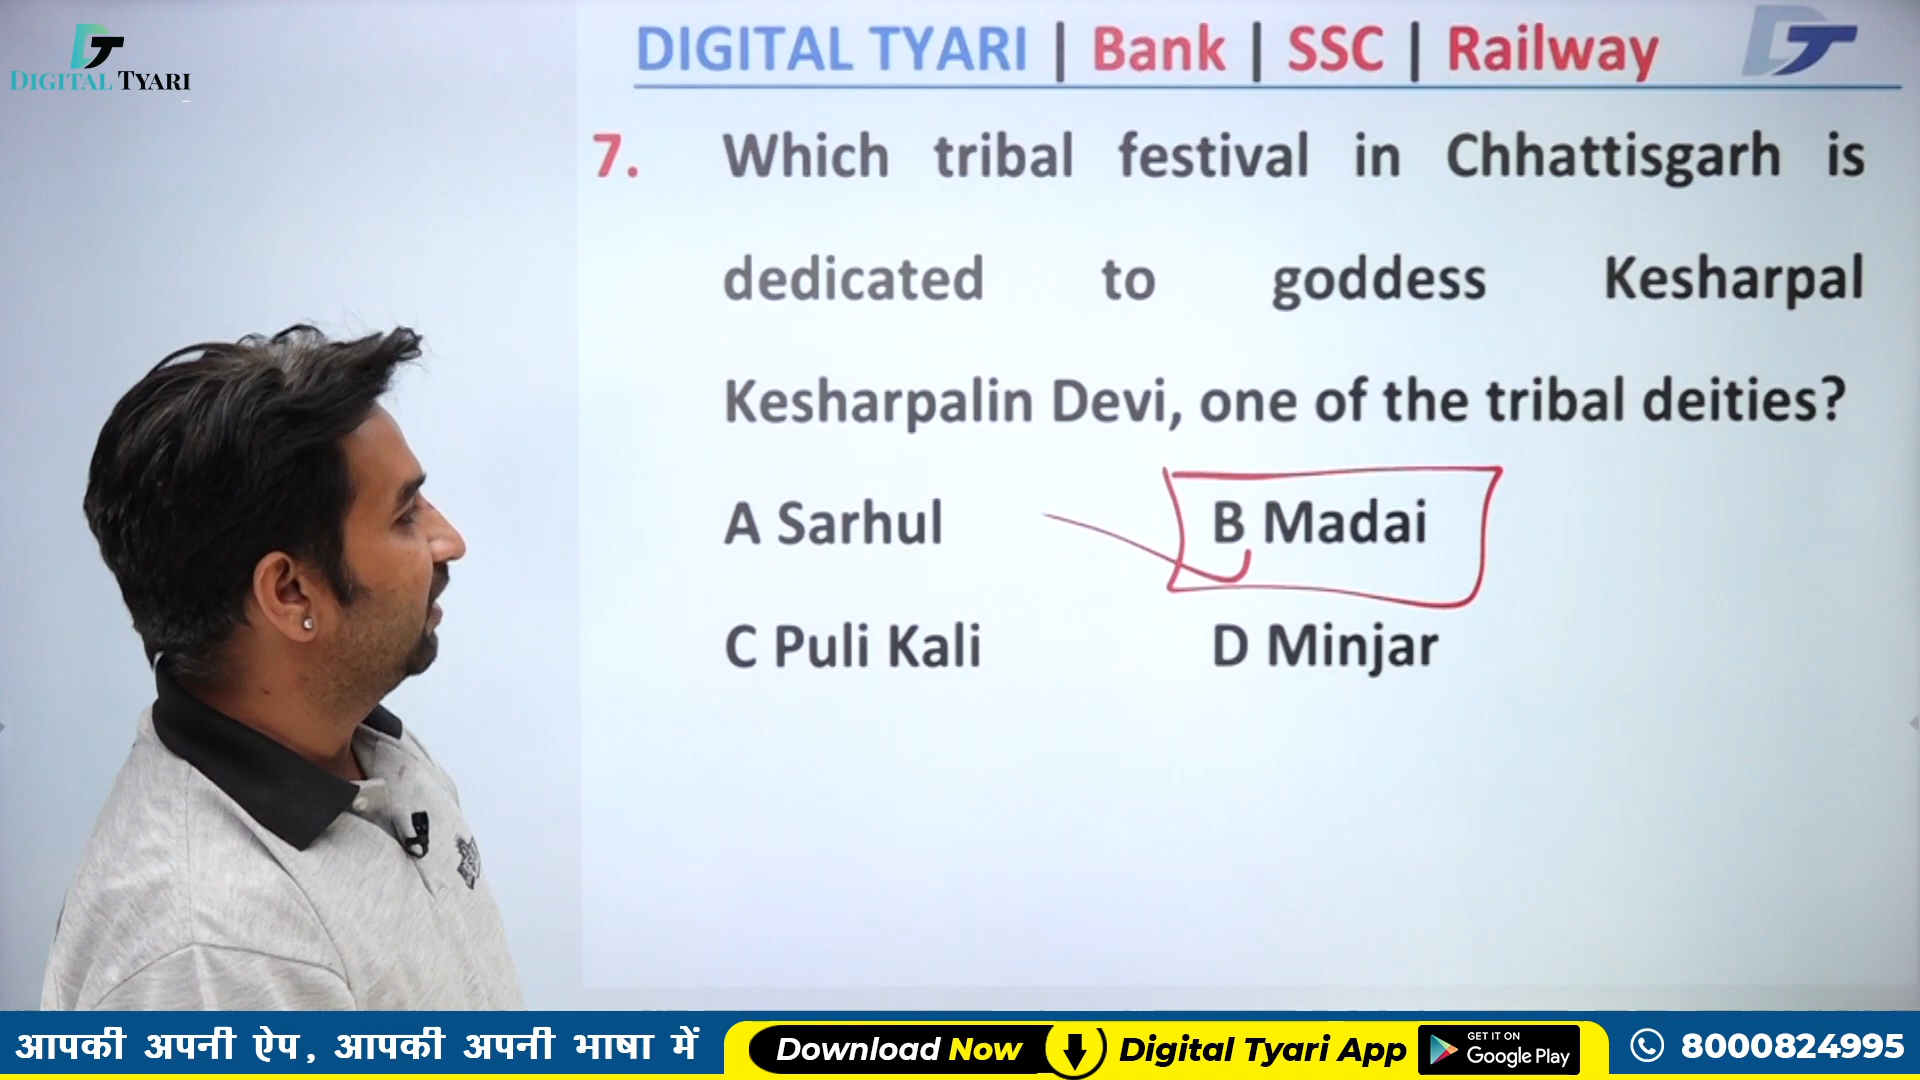 DIGITAL TYARI | Bank | SSC | Railway
DT
DIGITAL TYARI
7. Which tribal festival in Chhattisgarh is
dedicated to goddess Kesharpal
Kesharpalin Devi, one of the tribal deities?
A Sarhul B Madai
C Puli Kali D Minjar
आपकी अपनी ऐप, आपकी अपनी भाषा में
Download Now
Digital Tyari App
GET IT ON
Google Play
8000824995